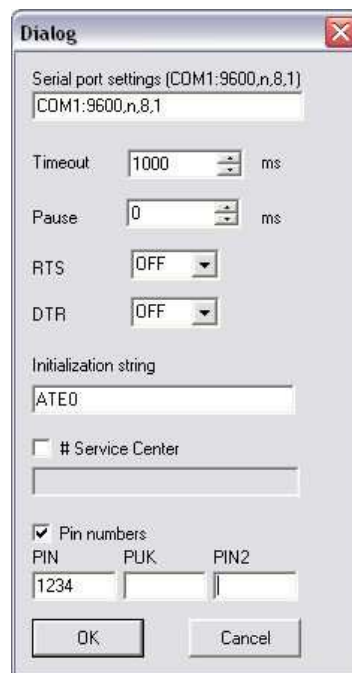 Dialog
Serial port settings (COM1:9600,n,8,1)
COM1:9600,n,8,1
Timeout 1000 ms
Pause 0 ms
RTS OFF
DTR OFF
Initialization string
ATE0
# Service Center
Pin numbers
PIN PUK PIN2
1234
OK Cancel